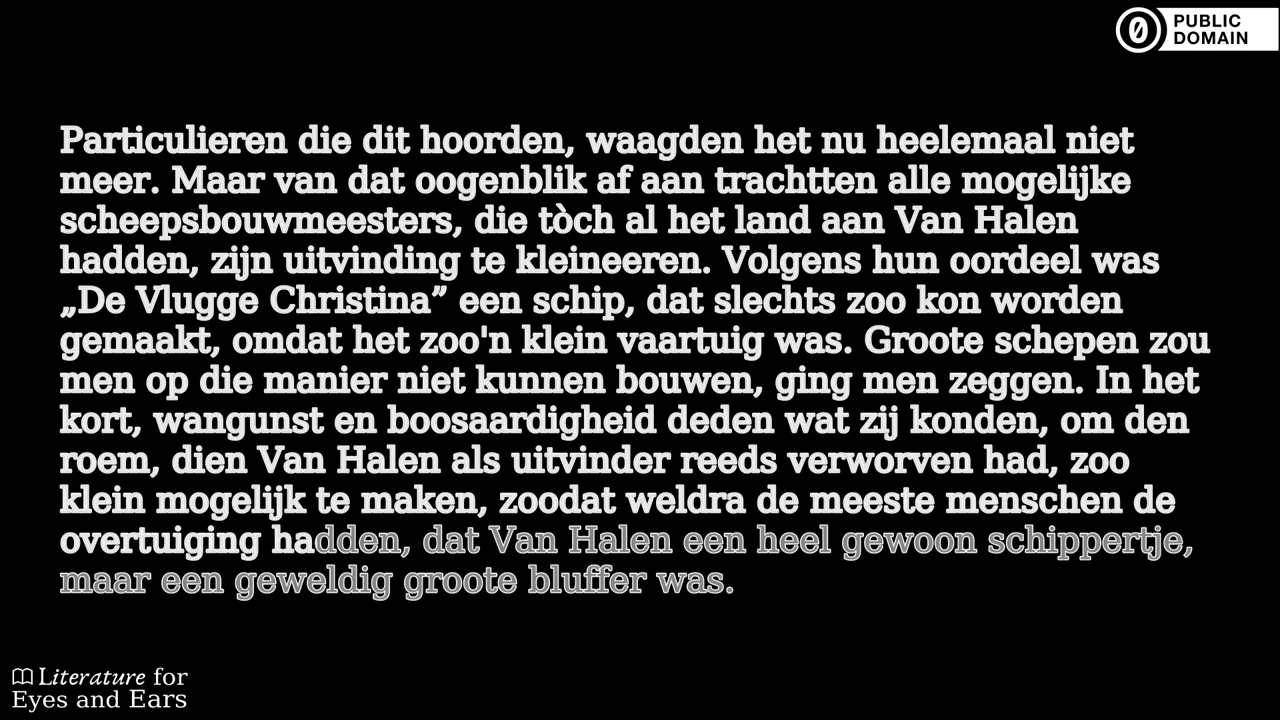 PUBLIC
DOMAIN
Particulieren die dit hoorden, waagden het nu heelemaal niet
meer. Maar van dat oogenblik af aan trachtten alle mogelijke
scheepsbouwmeesters, die tòch al het land aan Van Halen
hadden, zijn uitvinding te kleineeren. Volgens hun oordeel was
„De Vlugge Christina” een schip, dat slechts zoo kon worden
gemaakt, omdat het zoo'n klein vaartuig was. Groote schepen zou
men op die manier niet kunnen bouwen, ging men zeggen. In het
kort, wangunst en boosaardigheid deden wat zij konden, om den
roem, dien Van Halen als uitvinder reeds verworven had, zoo
klein mogelijk te maken, zoodat weldra de meeste menschen de
overtuiging hadden, dat Van Halen een heel gewoon schippertje,
maar een geweldig groote bluffer was.
Literature for
Eyes and Ears